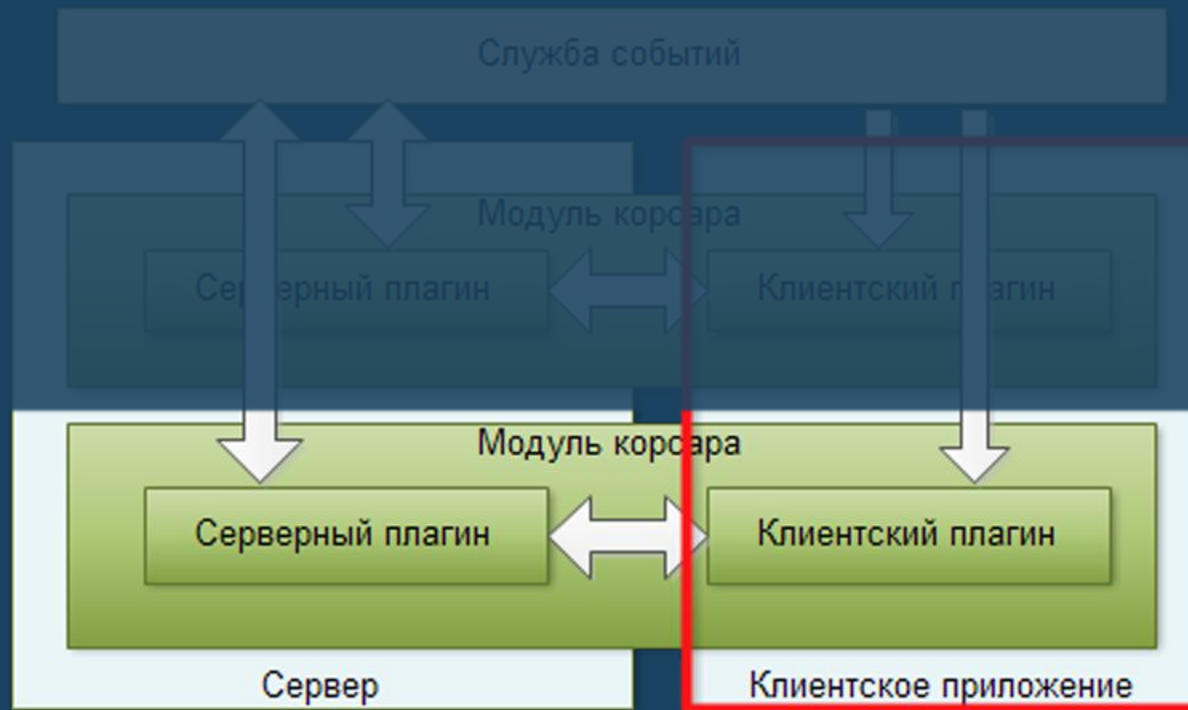 Служба событий
Модуль корсара
Серверный плагин
Клиентский плагин
Модуль корсара
Серверный плагин
Клиентский плагин
Сервер
Клиентское приложение